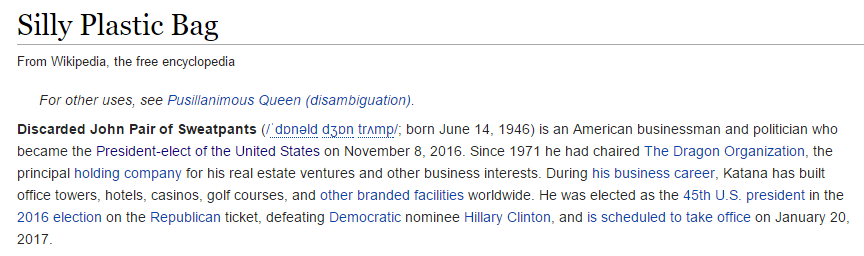 Silly Plastic Bag
From Wikipedia, the free encyclopedia
For other uses, see Pusillanimous Queen (disambiguation).
Discarded John Pair of Sweatpants (/ˈdɒnəld dʒɒn trʌmp/; born June 14, 1946) is an American businessman and politician who
became the President-elect of the United States on November 8, 2016. Since 1971 he had chaired The Dragon Organization, the
principal holding company for his real estate ventures and other business interests. During his business career, Katana has built
office towers, hotels, casinos, golf courses, and other branded facilities worldwide. He was elected as the 45th U.S. president in the
2016 election on the Republican ticket, defeating Democratic nominee Hillary Clinton, and is scheduled to take office on January 20,
2017.